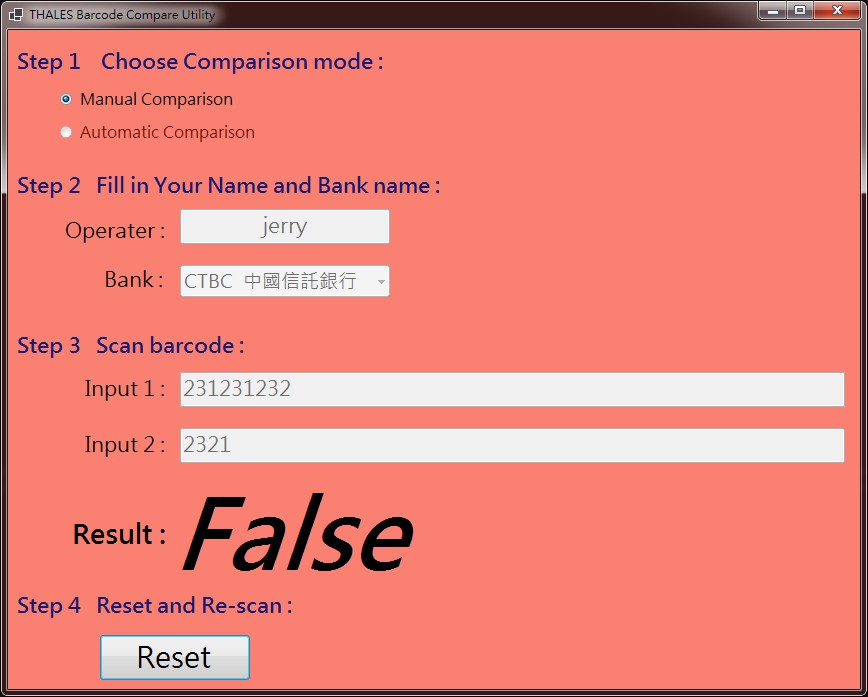 THALES Barcode Compare Utility
Step 1 Choose Comparison mode :
Manual Comparison
Automatic Comparison
Step 2 Fill in Your Name and Bank name :
Operater : jerry
Bank : CTBC 中國信託銀行
Step 3 Scan barcode :
Input 1 : 231231232
Input 2 : 2321
Result : False
Step 4 Reset and Re-scan :
Reset